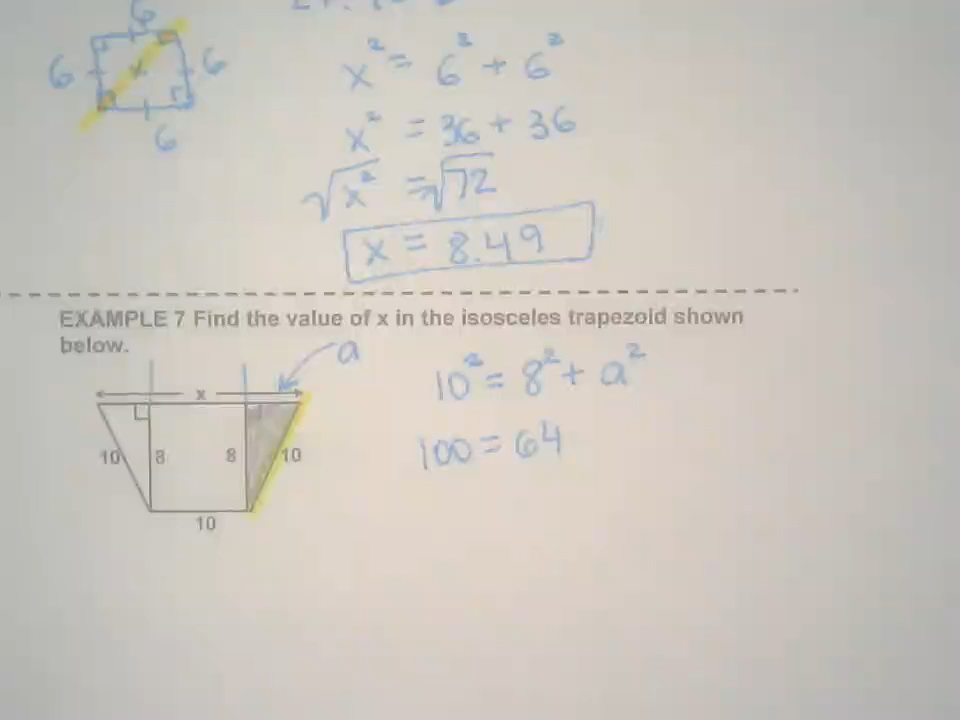 6
6 x 6
6
x² = 6² + 6²
x² = 36 + 36
√x² = √72
x = 8.49
EXAMPLE 7 Find the value of x in the isosceles trapezoid shown
below.
a
x
10 8 8 10
10
10² = 8² + a²
100 = 64